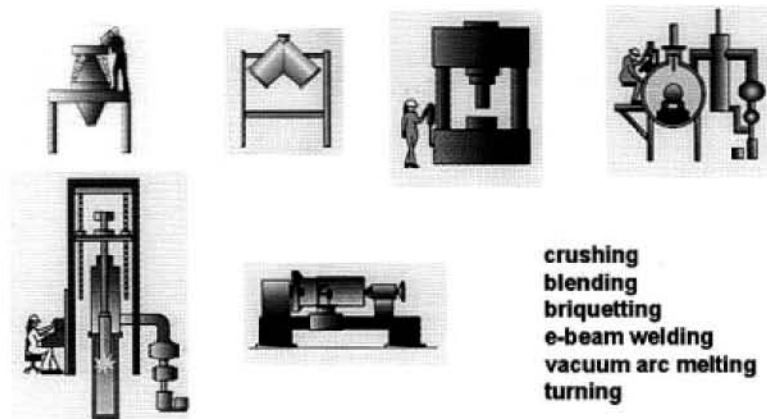 crushing
blending
briquetting
e-beam welding
vacuum arc melting
turning